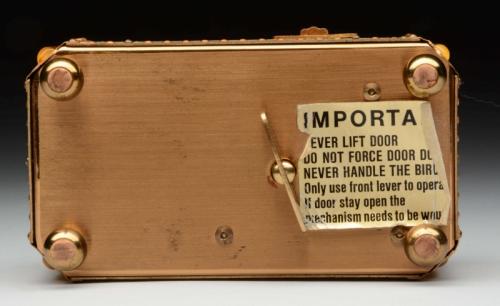 IMPORTA
EVER LIFT DOOR
DO NOT FORCE DOOR
NEVER HANDLE THE BIRD
Only use front lever to opera
if door stay open the
mechanism needs to be